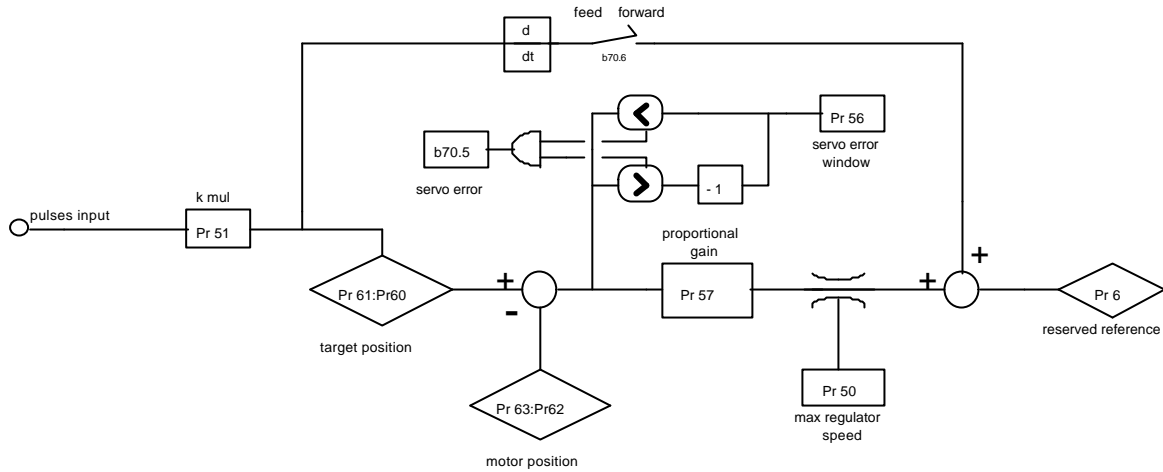 feed forward
d
dt
b70.6
<
Pr 56
b70.5
servo error
window
servo error
>
- 1
k mul
pulses input
Pr 51
proportional
gain
+
Pr 61:Pr60
+
-
Pr 57
+
Pr 6
target position
reserved reference
Pr 50
Pr 63:Pr62
max regulator
speed
motor position